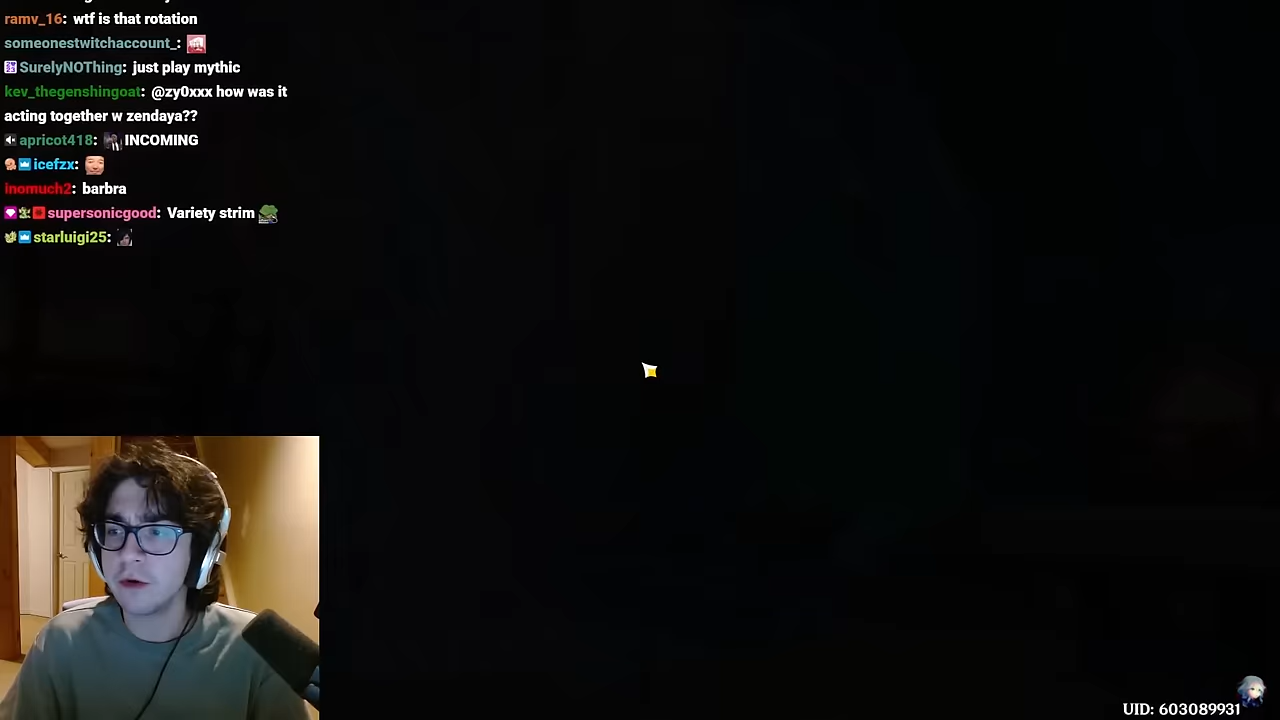 ramv_16: wtf is that rotation
someonestwitchaccount_:
SurelyNOThing: just play mythic
kev_thegenshingoat: @zy0xxx how was it
acting together w zendaya??
apricot418: INCOMING
icefzx:
inomuch2: barbra
supersonicgood: Variety strim
starluigi25:
UID: 603089931